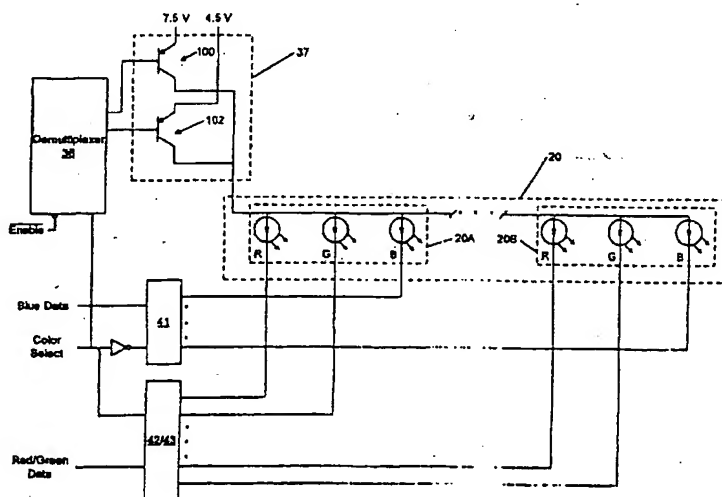 7.5 V 4.5 V
37
100
102
Demultiplexer
36
Enable
20
R G B 20A 20B R G B
Blue Data
41
Color
Select
42/43
Red/Green
Data